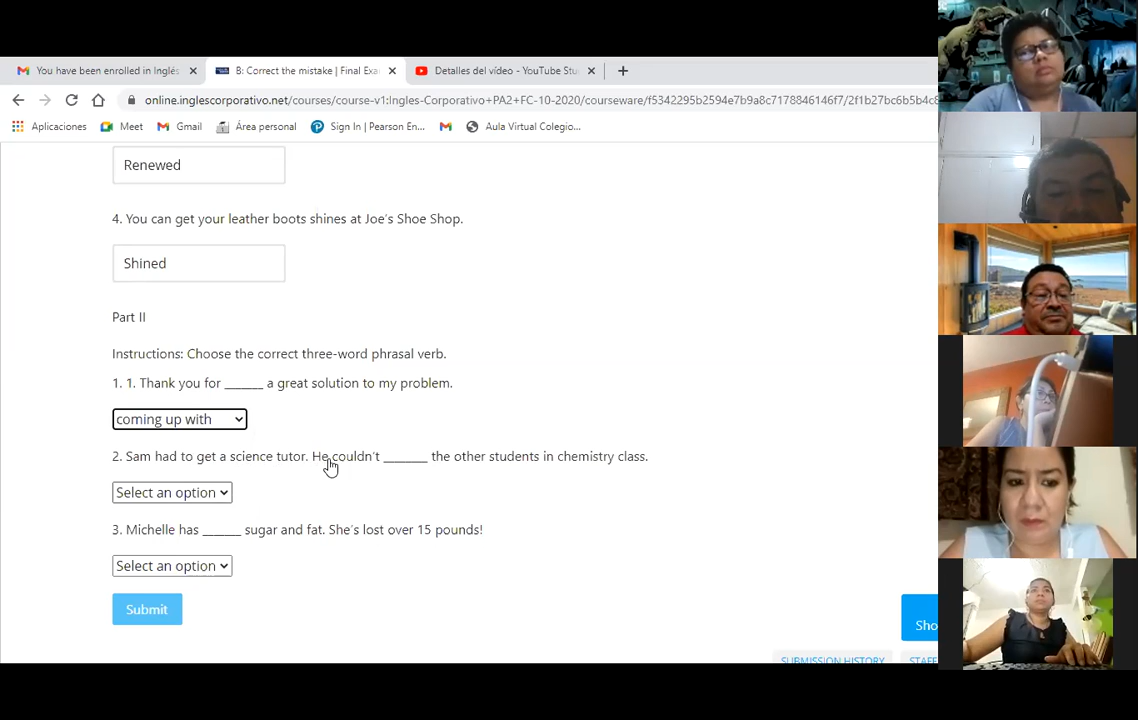 You have been enrolled in Inglés
B: Correct the mistake | Final Exa
Detalles del vídeo - YouTube Stu
online.inglescorporativo.net/courses/course-v1:Ingles-Corporativo+PA2+FC-10-2020/courseware/f5342295b2594e7b9a8c7178846146f7/2f1b27bc6b5b4c8
Aplicaciones
Meet
Gmail
Área personal
Sign In | Pearson En...
Aula Virtual Colegio...
Renewed
4. You can get your leather boots shines at Joe's Shoe Shop.
Shined
Part II
Instructions: Choose the correct three-word phrasal verb.
1. 1. Thank you for _______ a great solution to my problem.
coming up with
2. Sam had to get a science tutor. He couldn't ________ the other students in chemistry class.
Select an option
3. Michelle has _______ sugar and fat. She's lost over 15 pounds!
Select an option
Submit
Sho
SUBMISSION HISTORY
STAFF